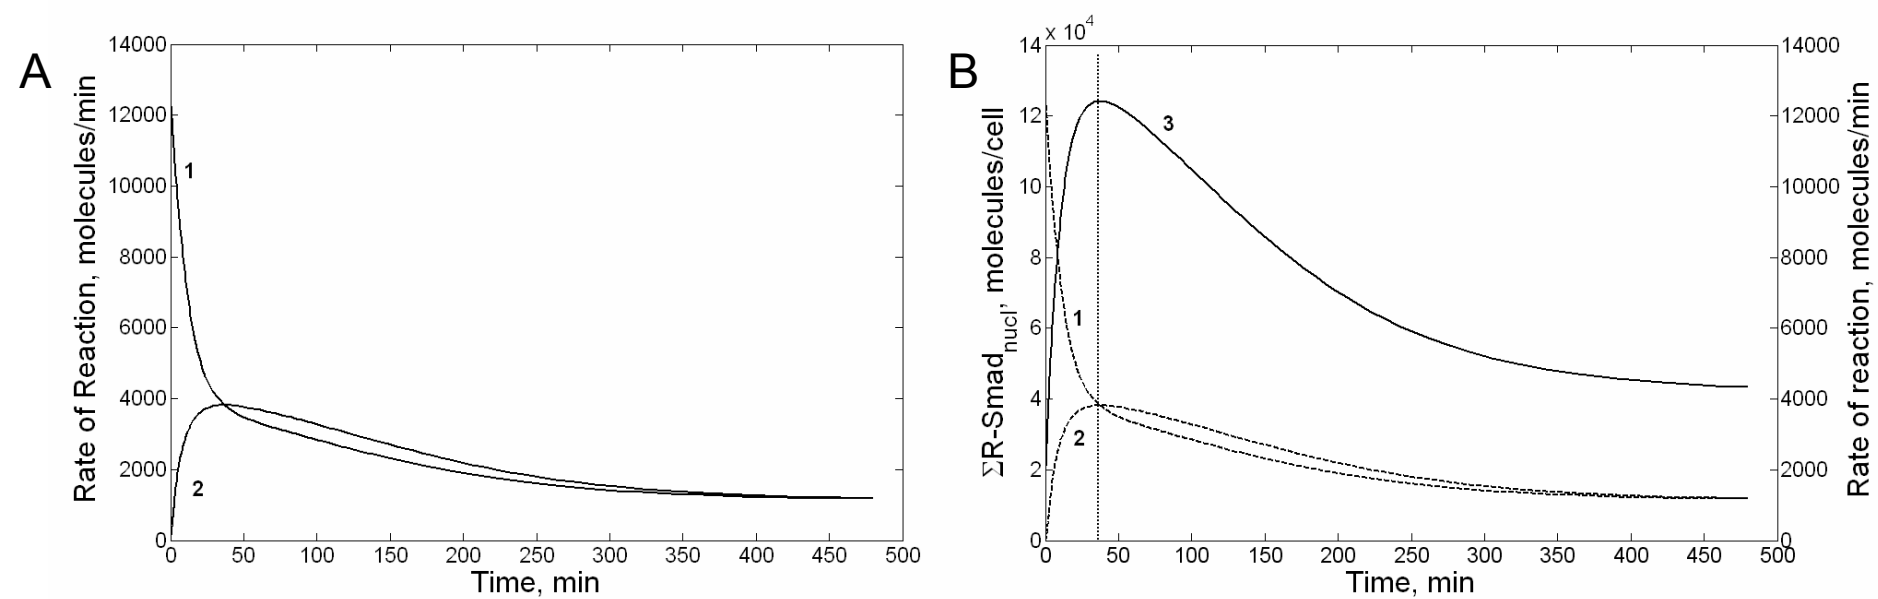 A
Rate of Reaction, molecules/min
14000
12000
10000
8000
6000
4000
2000
0
1
2
0 50 100 150 200 250 300 350 400 450 500
Time, min
B
ΣR-Smad_nucl, molecules/cell
x 10^4
14
12
10
8
6
4
2
0
3
1
2
14000
12000
10000
8000
6000
4000
2000
0
Rate of reaction, molecules/min
0 50 100 150 200 250 300 350 400 450 500
Time, min